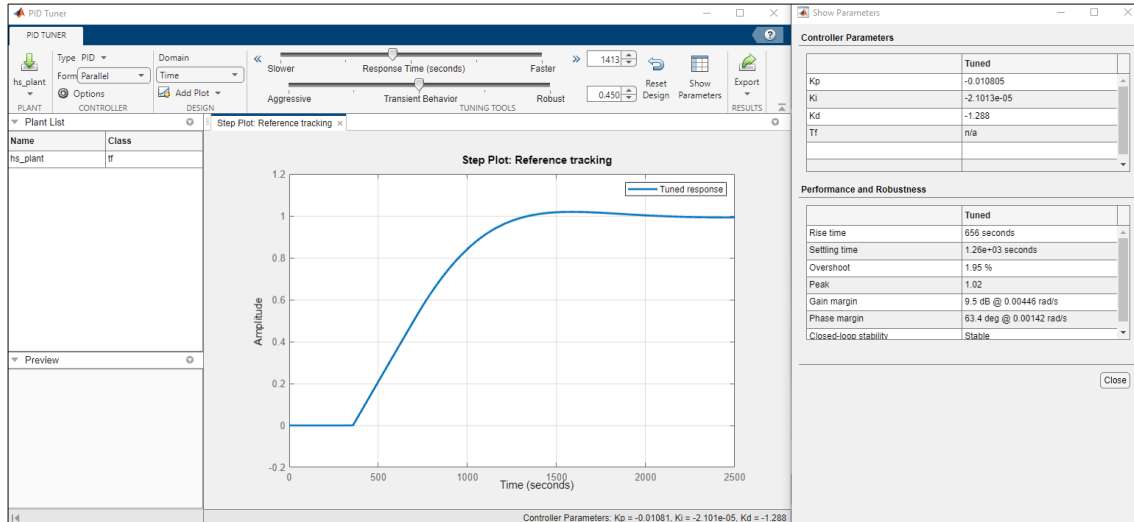 PID Tuner
PID TUNER
?
hs_plant
Type PID
Form Parallel
Options
Domain
Time
Add Plot
Slower Response Time (seconds) Faster
1413
Aggressive Transient Behavior Robust
0.450
Reset Design
Show Parameters
Export
PLANT CONTROLLER DESIGN TUNING TOOLS RESULTS
Plant List
Name Class
hs_plant tf
Preview
Step Plot: Reference tracking ×
Step Plot: Reference tracking
Tuned response
Amplitude
1.2
1
0.8
0.6
0.4
0.2
0
-0.2
0 500 1000 1500 2000 2500
Time (seconds)
Controller Parameters: Kp = -0.01081, Ki = -2.101e-05, Kd = -1.288
Show Parameters
Controller Parameters
Tuned
Kp -0.010805
Ki -2.1013e-05
Kd -1.288
Tf n/a
Performance and Robustness
Tuned
Rise time 656 seconds
Settling time 1.26e+03 seconds
Overshoot 1.95 %
Peak 1.02
Gain margin 9.5 dB @ 0.00446 rad/s
Phase margin 63.4 deg @ 0.00142 rad/s
Closed-loop stability Stable
Close